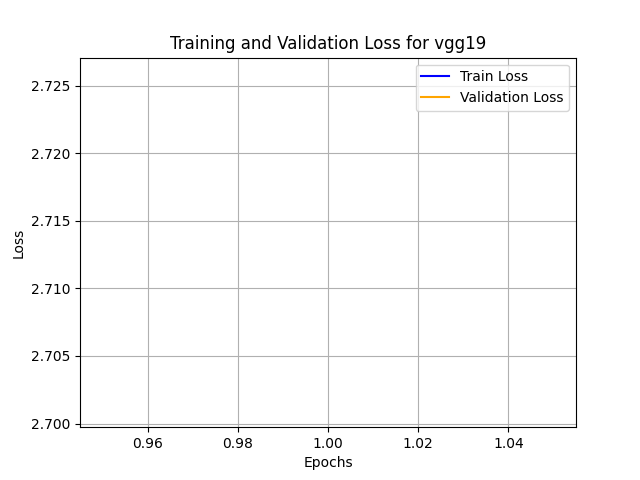 Training and Validation Loss for vgg19
Train Loss
Validation Loss
2.725
2.720
2.715
2.710
2.705
2.700
Loss
0.96 0.98 1.00 1.02 1.04
Epochs